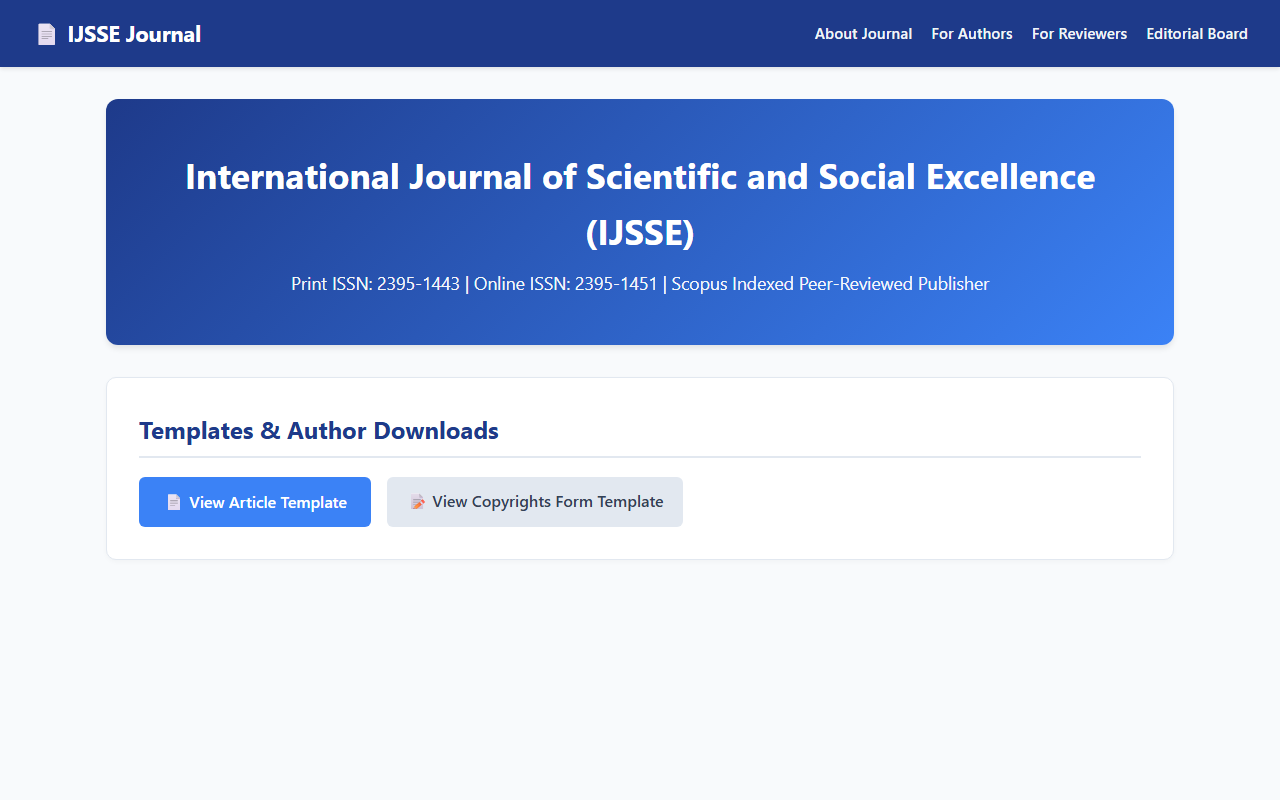 IJSSE Journal
About Journal
For Authors
For Reviewers
Editorial Board
International Journal of Scientific and Social Excellence
(IJSSE)
Print ISSN: 2395-1443 | Online ISSN: 2395-1451 | Scopus Indexed Peer-Reviewed Publisher
Templates & Author Downloads
View Article Template
View Copyrights Form Template